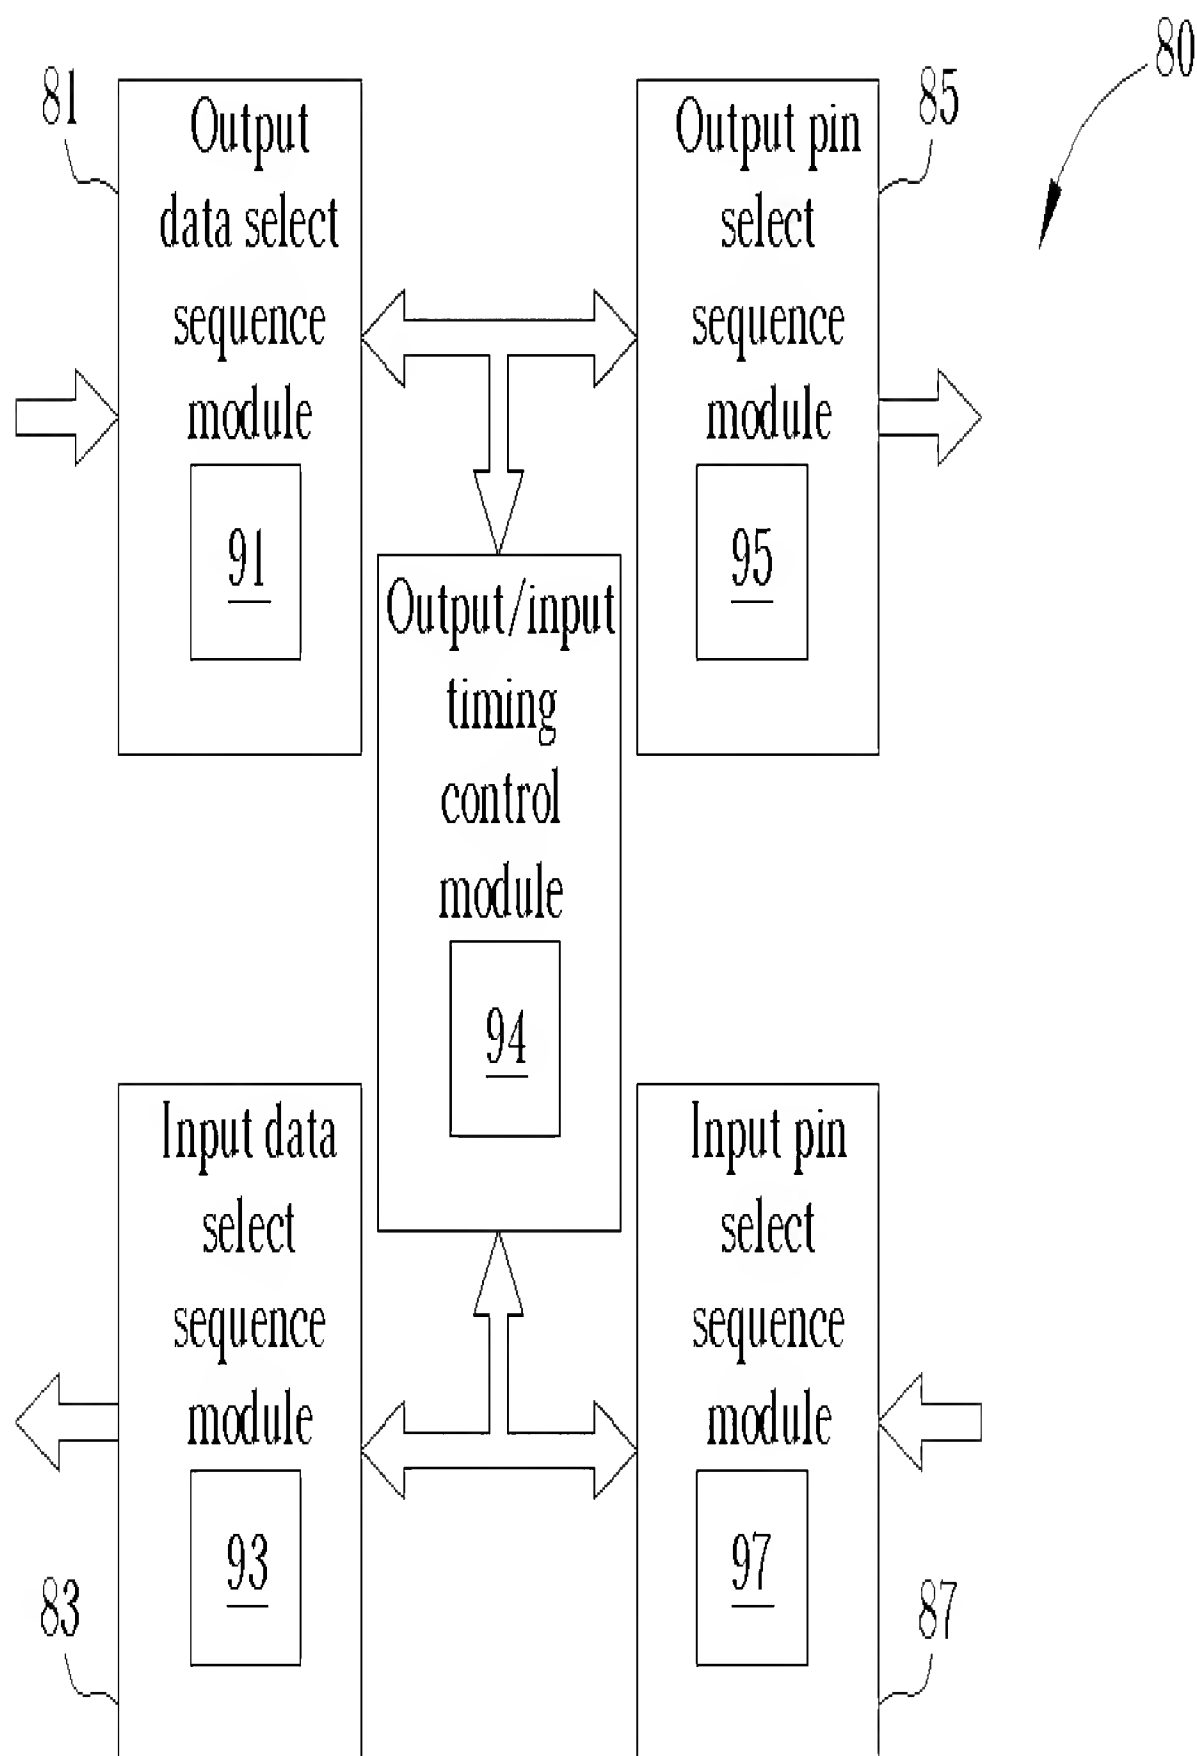 80
81
Output
data select
sequence
module
91
85
Output pin
select
sequence
module
95
Output/input
timing
control
module
94
Input data
select
sequence
module
93
83
Input pin
select
sequence
module
97
87